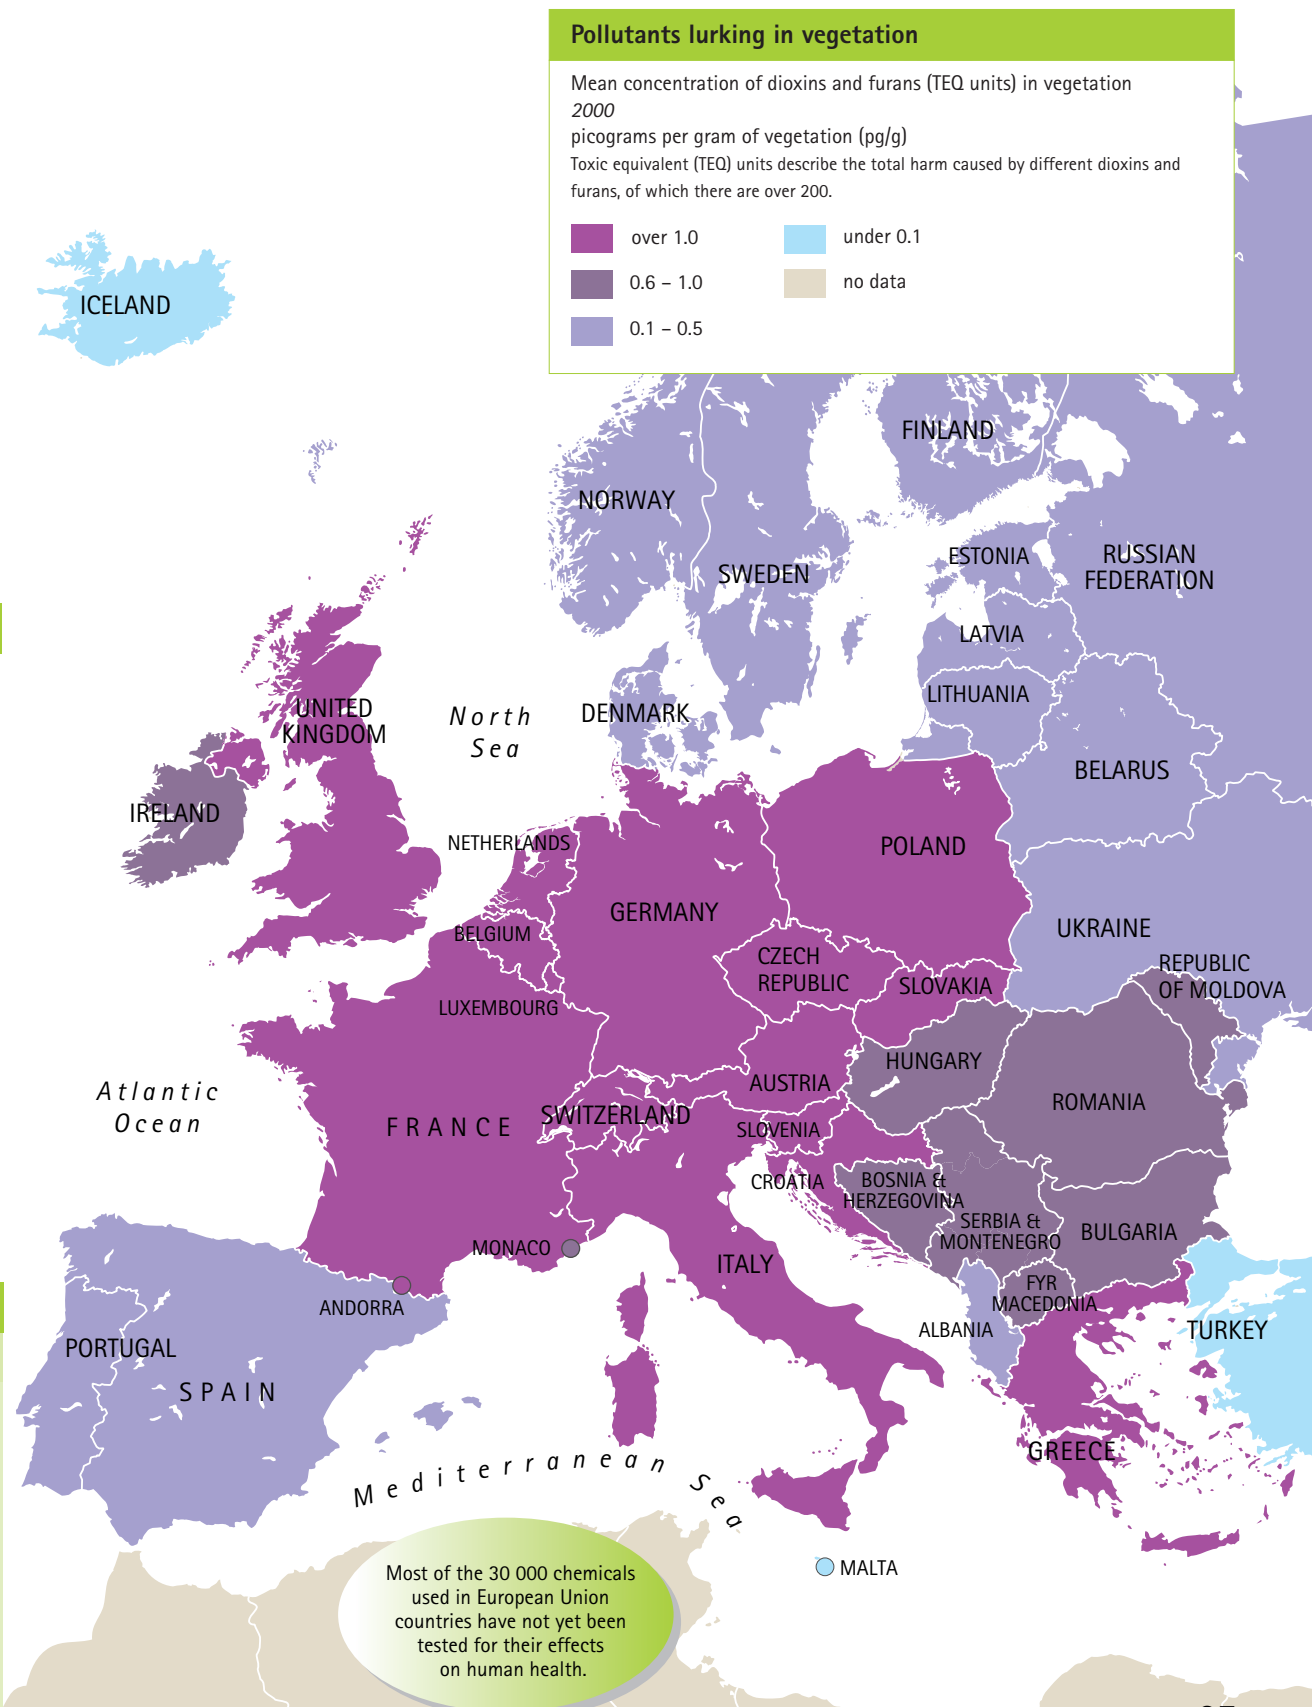 Pollutants lurking in vegetation
Mean concentration of dioxins and furans (TEQ units) in vegetation
2000
picograms per gram of vegetation (pg/g)
Toxic equivalent (TEQ) units describe the total harm caused by different dioxins and
furans, of which there are over 200.
over 1.0
under 0.1
0.6 – 1.0
no data
0.1 – 0.5
ICELAND
FINLAND
NORWAY
SWEDEN
ESTONIA
RUSSIAN
FEDERATION
LATVIA
LITHUANIA
UNITED
KINGDOM
North
Sea
DENMARK
BELARUS
IRELAND
NETHERLANDS
POLAND
GERMANY
BELGIUM
UKRAINE
CZECH
REPUBLIC
SLOVAKIA
REPUBLIC
OF MOLDOVA
LUXEMBOURG
HUNGARY
AUSTRIA
Atlantic
Ocean
FRANCE
SWITZERLAND
SLOVENIA
ROMANIA
CROATIA
BOSNIA &
HERZEGOVINA
SERBIA &
MONTENEGRO
BULGARIA
MONACO
ITALY
ANDORRA
FYR
MACEDONIA
ALBANIA
TURKEY
PORTUGAL
SPAIN
GREECE
Mediterranean Sea
MALTA
Most of the 30 000 chemicals
used in European Union
countries have not yet been
tested for their effects
on human health.